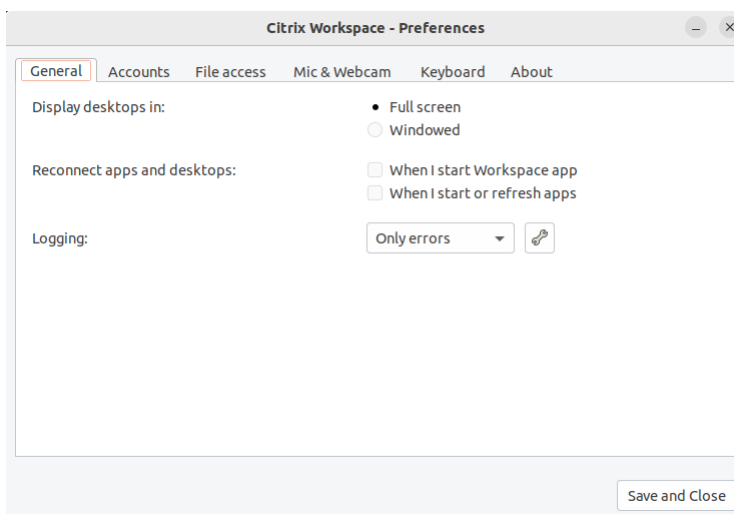 Citrix Workspace - Preferences
General Accounts File access Mic & Webcam Keyboard About
Display desktops in: Full screen
Windowed
Reconnect apps and desktops: When I start Workspace app
When I start or refresh apps
Logging: Only errors
Save and Close